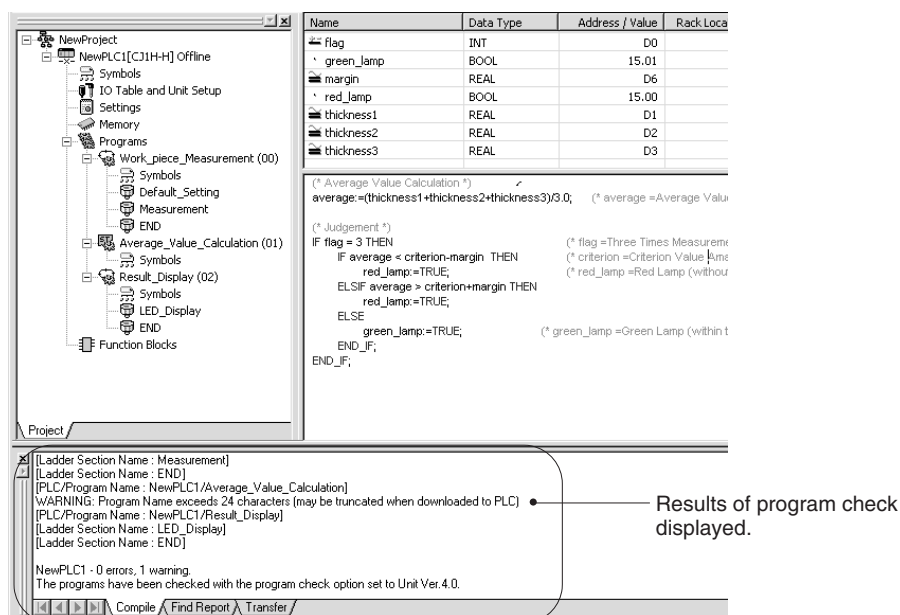 NewProject
NewPLC1[CJ1H-H] Offline
Symbols
IO Table and Unit Setup
Settings
Memory
Programs
Work_piece_Measurement (00)
Symbols
Default_Setting
Measurement
END
Average_Value_Calculation (01)
Symbols
Result_Display (02)
Symbols
LED_Display
END
Function Blocks
Project
Name Data Type Address / Value Rack Loca
flag INT D0
green_lamp BOOL 15.01
margin REAL D6
red_lamp BOOL 15.00
thickness1 REAL D1
thickness2 REAL D2
thickness3 REAL D3
(* Average Value Calculation *)
average:=(thickness1+thickness2+thickness3)/3.0; (* average =Average Valu
(* Judgement *)
IF flag = 3 THEN (* flag =Three Times Measureme
IF average < criterion-margin THEN (* criterion =Criterion Value
red_lamp:=TRUE; (* red_lamp =Red Lamp (withou
ELSIF average > criterion+margin THEN
red_lamp:=TRUE;
ELSE
green_lamp:=TRUE; (* green_lamp =Green Lamp (within t
END_IF;
END_IF;
[Ladder Section Name : Measurement]
[Ladder Section Name : END]
[PLC/Program Name : NewPLC1/Average_Value_Calculation]
WARNING: Program Name exceeds 24 characters (may be truncated when downloaded to PLC)
[PLC/Program Name : NewPLC1/Result_Display]
[Ladder Section Name : LED_Display]
[Ladder Section Name : END]
NewPLC1 - 0 errors, 1 warning.
The programs have been checked with the program check option set to Unit Ver.4.0.
Compile Find Report Transfer
Results of program check
displayed.